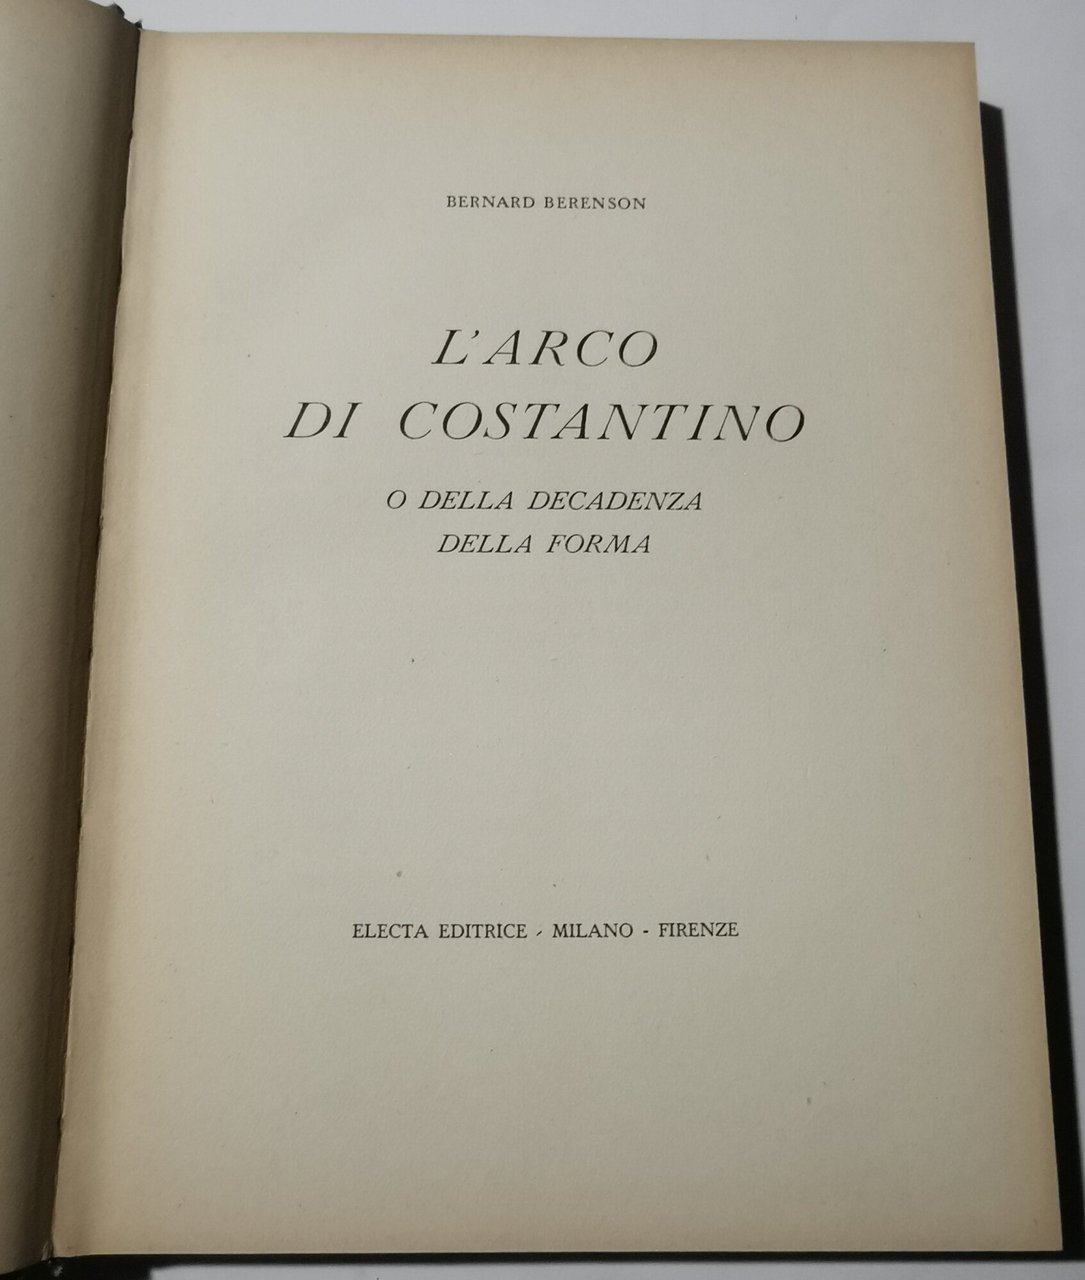 BERNARD BERENSON
L'ARCO
DI COSTANTINO
O DELLA DECADENZA
DELLA FORMA
ELECTA EDITRICE - MILANO - FIRENZE